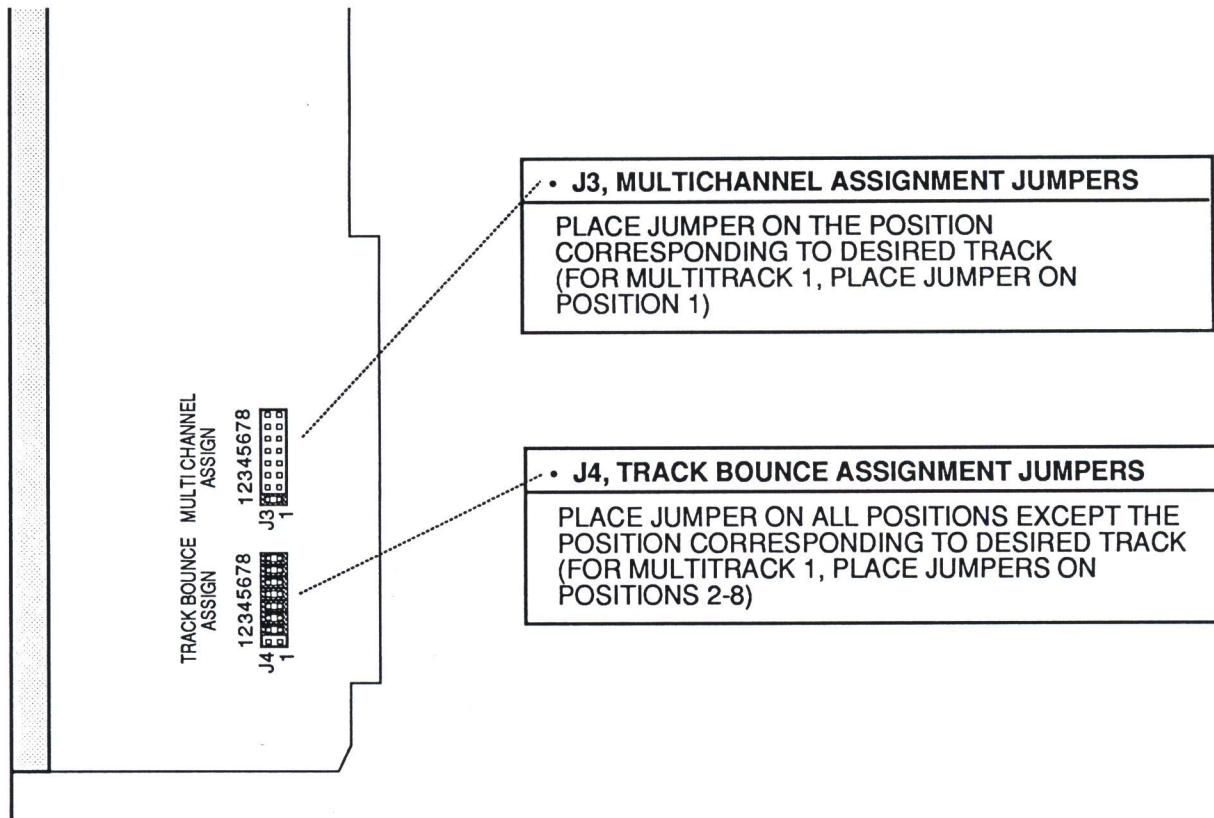 • J3, MULTICHANNEL ASSIGNMENT JUMPERS
PLACE JUMPER ON THE POSITION
CORRESPONDING TO DESIRED TRACK
(FOR MULTITRACK 1, PLACE JUMPER ON
POSITION 1)
MULTI CHANNEL
ASSIGN
12345678
J3
1
• J4, TRACK BOUNCE ASSIGNMENT JUMPERS
PLACE JUMPER ON ALL POSITIONS EXCEPT THE
POSITION CORRESPONDING TO DESIRED TRACK
(FOR MULTITRACK 1, PLACE JUMPERS ON
POSITIONS 2-8)
TRACK BOUNCE
ASSIGN
12345678
J4
1